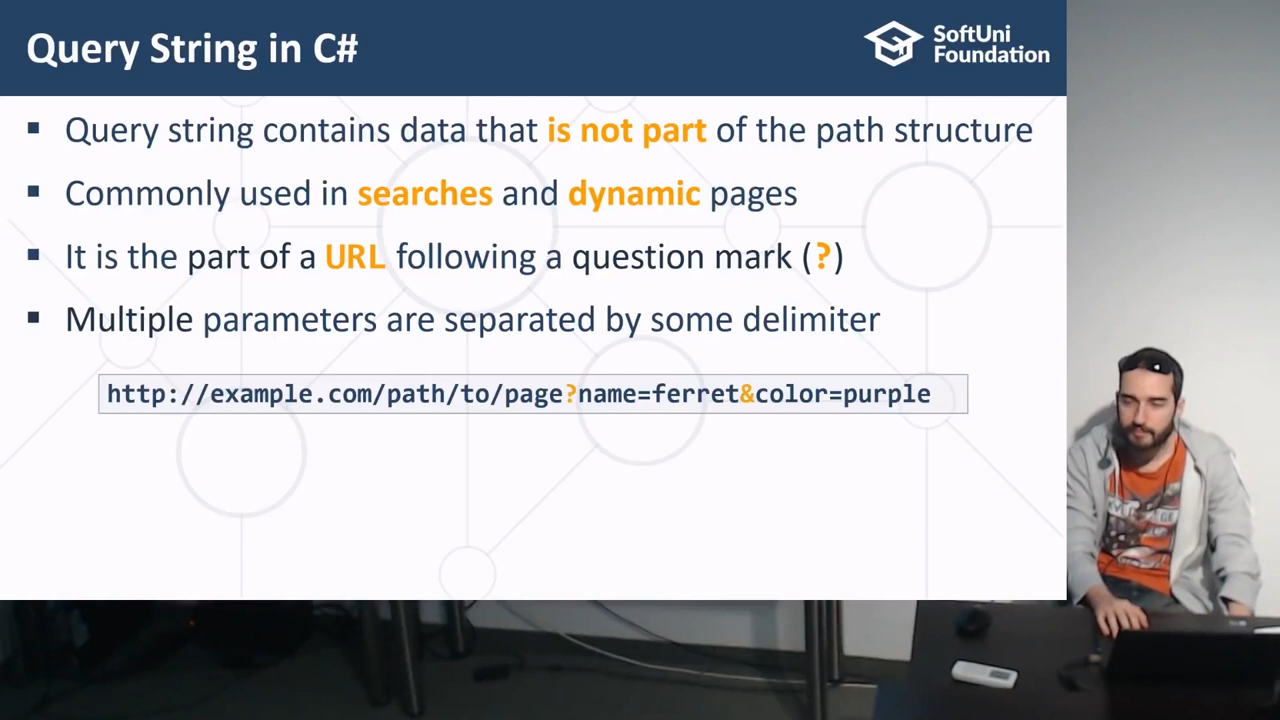 Query String in C#
SoftUni
Foundation
Query string contains data that is not part of the path structure
Commonly used in searches and dynamic pages
It is the part of a URL following a question mark (?)
Multiple parameters are separated by some delimiter
http://example.com/path/to/page?name=ferret&color=purple